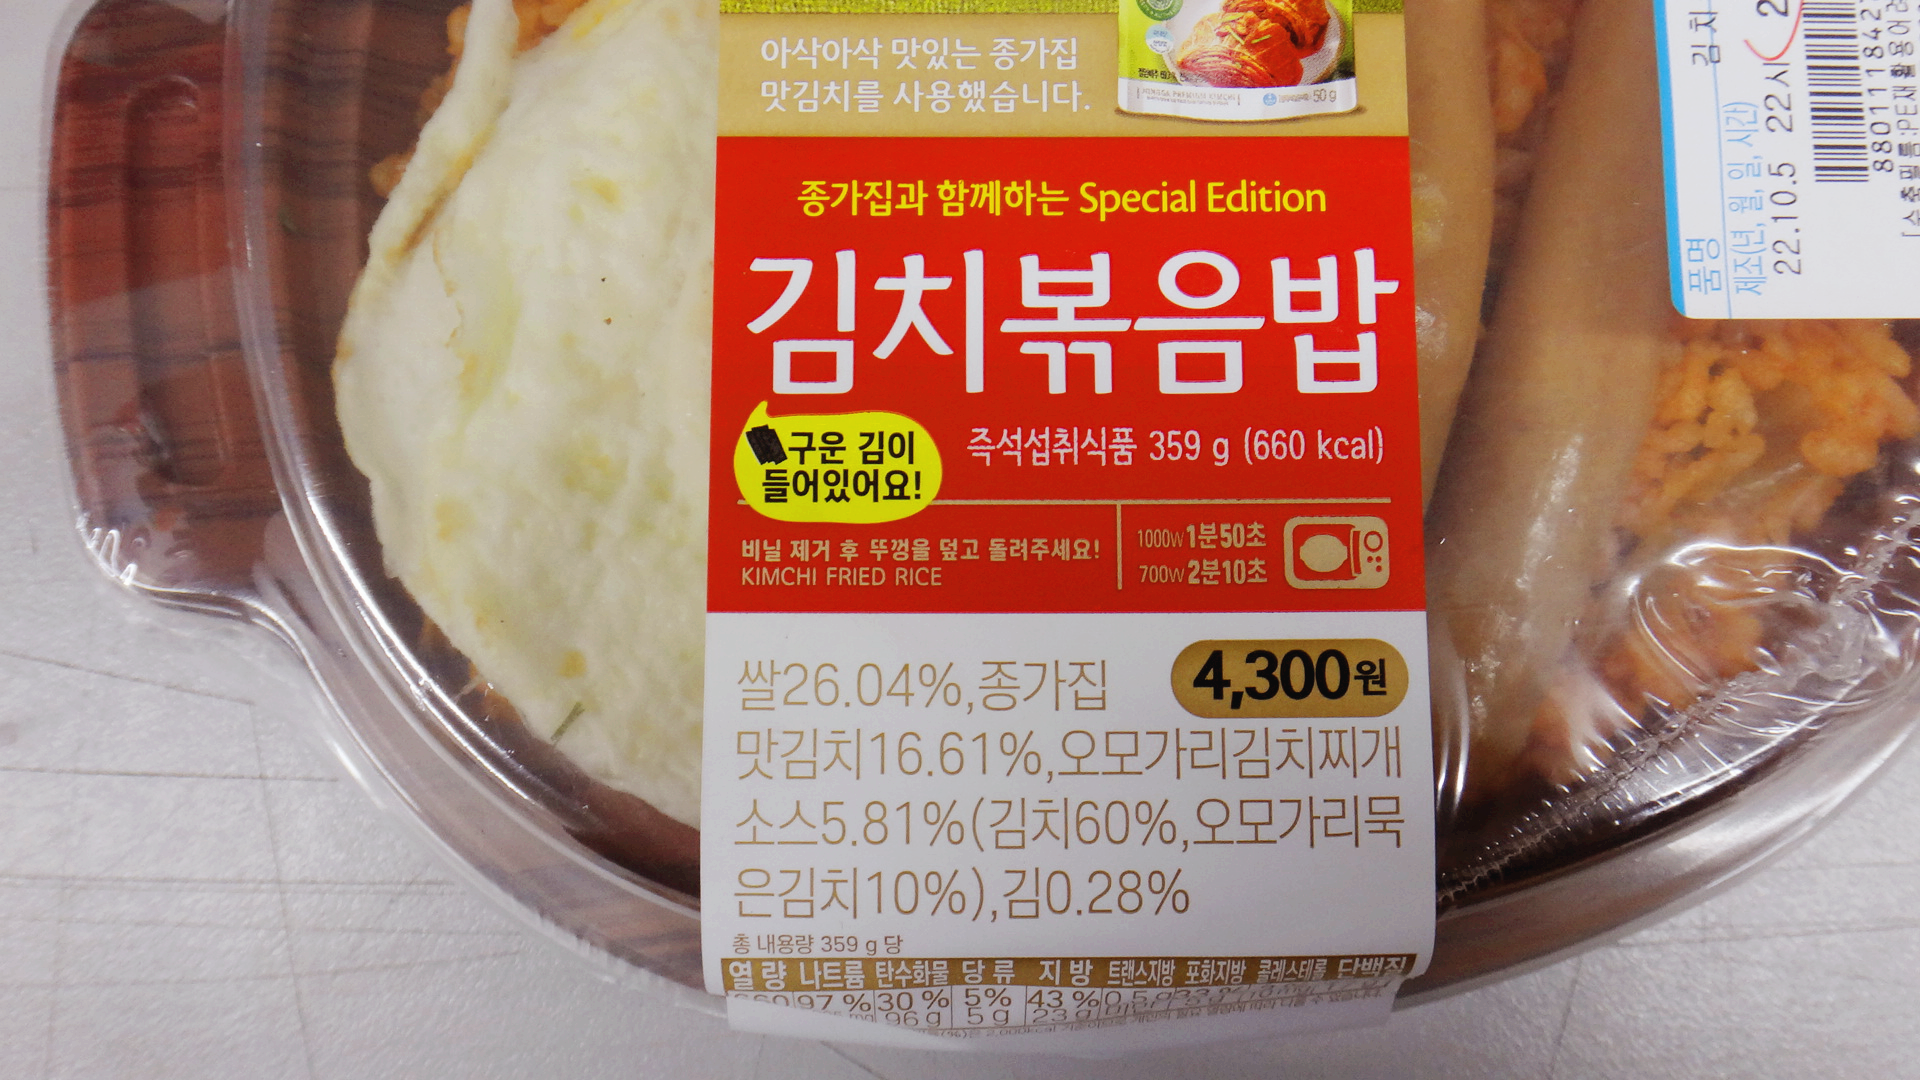 아삭아삭 맛있는 종가집
맛김치를 사용했습니다.
50g
종가집과 함께하는 Special Edition
김치볶음밥
구운 김이
들어있어요!
즉석섭취식품 359 g (660 kcal)
비닐 제거 후 뚜껑을 덮고 돌려주세요!
KIMCHI FRIED RICE
1000W 1분50초
700W 2분10초
4,300원
쌀26.04%,종가집
맛김치16.61%,오모가리김치찌개
소스5.81%(김치60%,오모가리묵
은김치10%),김0.28%
총 내용량 359 g 당
열량 나트륨 탄수화물 당류 지방 트랜스지방 포화지방 콜레스테롤 단백질
97% 30% 5% 43%
96g 5g 23g
품명 김치
제조(년, 월, 일, 시간)
22.10.5 22시